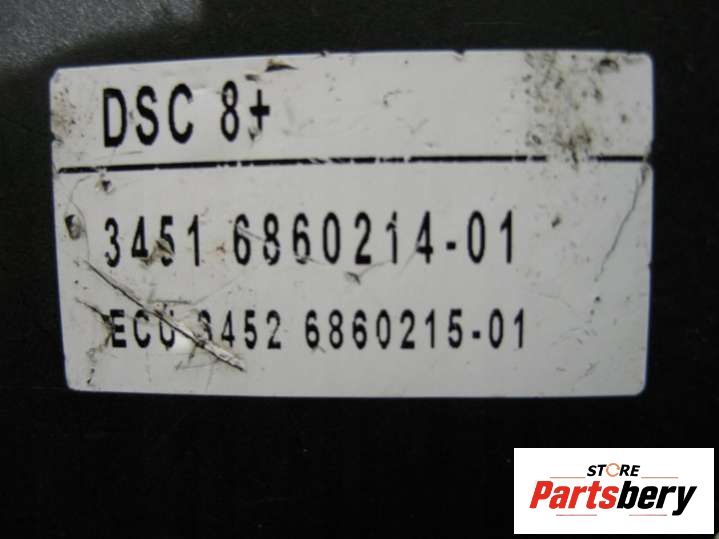 DSC 8+
3451 6860214-01
ECU 3452 6860215-01
STORE
Partsbery